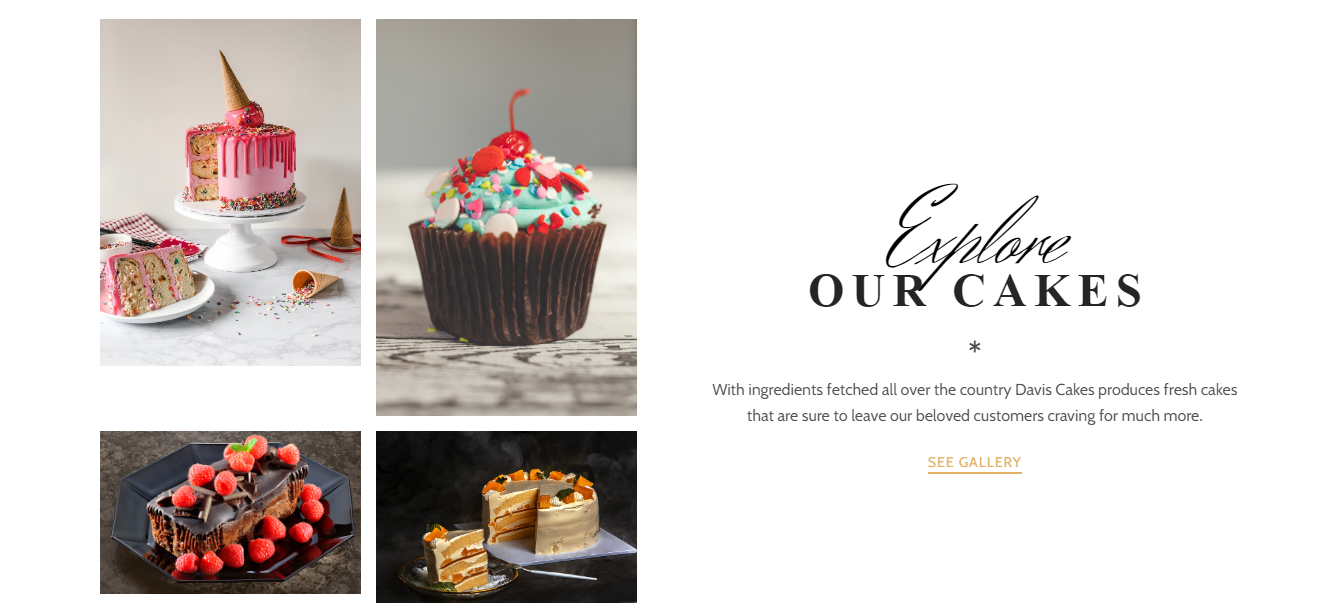 Explore
OUR CAKES
*
With ingredients fetched all over the country Davis Cakes produces fresh cakes
that are sure to leave our beloved customers craving for much more.
SEE GALLERY